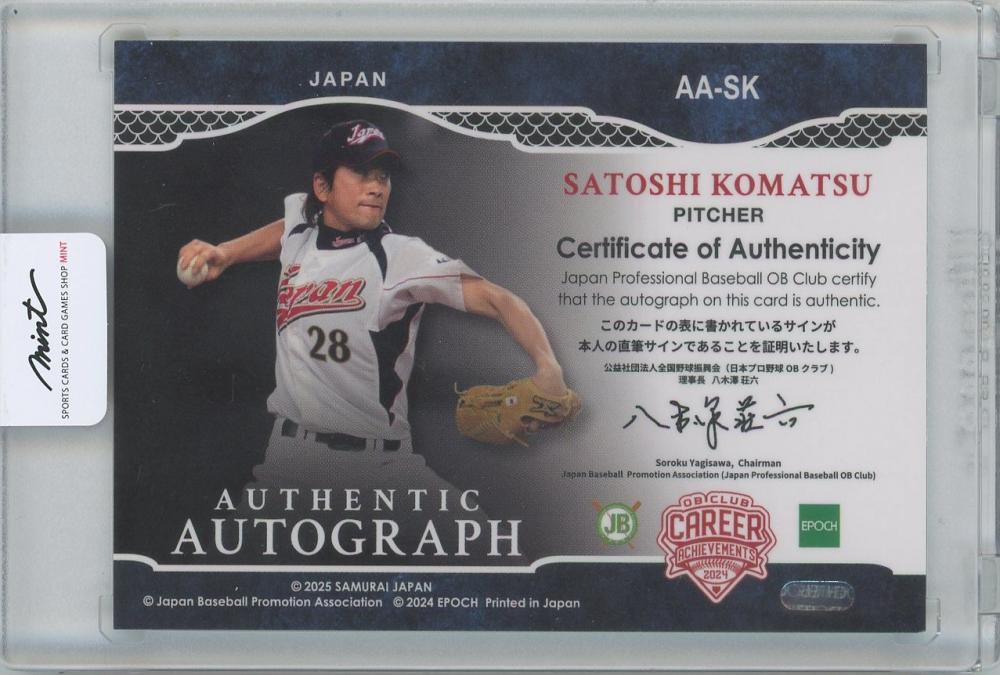 JAPAN
AA-SK
SATOSHI KOMATSU
PITCHER
Certificate of Authenticity
Japan Professional Baseball OB Club certify
that the autograph on this card is authentic.
このカードの表に書かれているサインが
本人の直筆サインであることを証明いたします。
公益社団法人全国野球振興会（日本プロ野球 OB クラブ）
理事長 八木澤 荘六
八木澤荘六
Soroku Yagisawa, Chairman
Japan Baseball Promotion Association (Japan Professional Baseball OB Club)
Japan
Japan
28
mint
SPORTS CARDS & CARD GAMES SHOP MINT
AUTHENTIC
AUTOGRAPH
JB
OB CLUB
CAREER
ACHIEVEMENTS
2024
EPOCH
© 2025 SAMURAI JAPAN
© Japan Baseball Promotion Association © 2024 EPOCH Printed in Japan